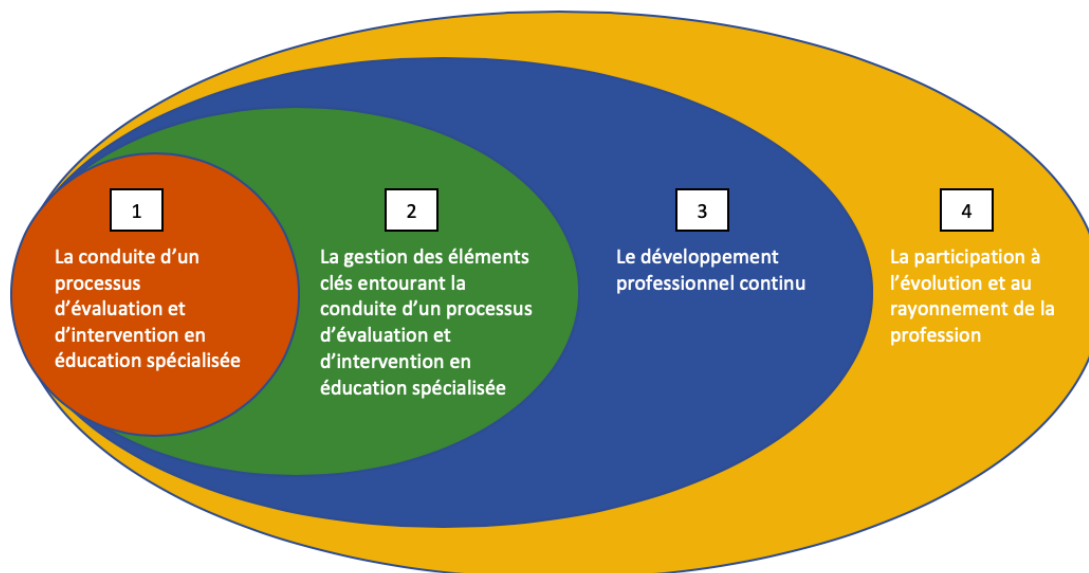 1
La conduite d'un
processus
d'évaluation et
d'intervention en
éducation spécialisée
2
La gestion des éléments
clés entourant la
conduite d'un processus
d'évaluation et
d'intervention en
éducation spécialisée
3
Le développement
professionnel continu
4
La participation à
l'évolution et au
rayonnement de la
profession